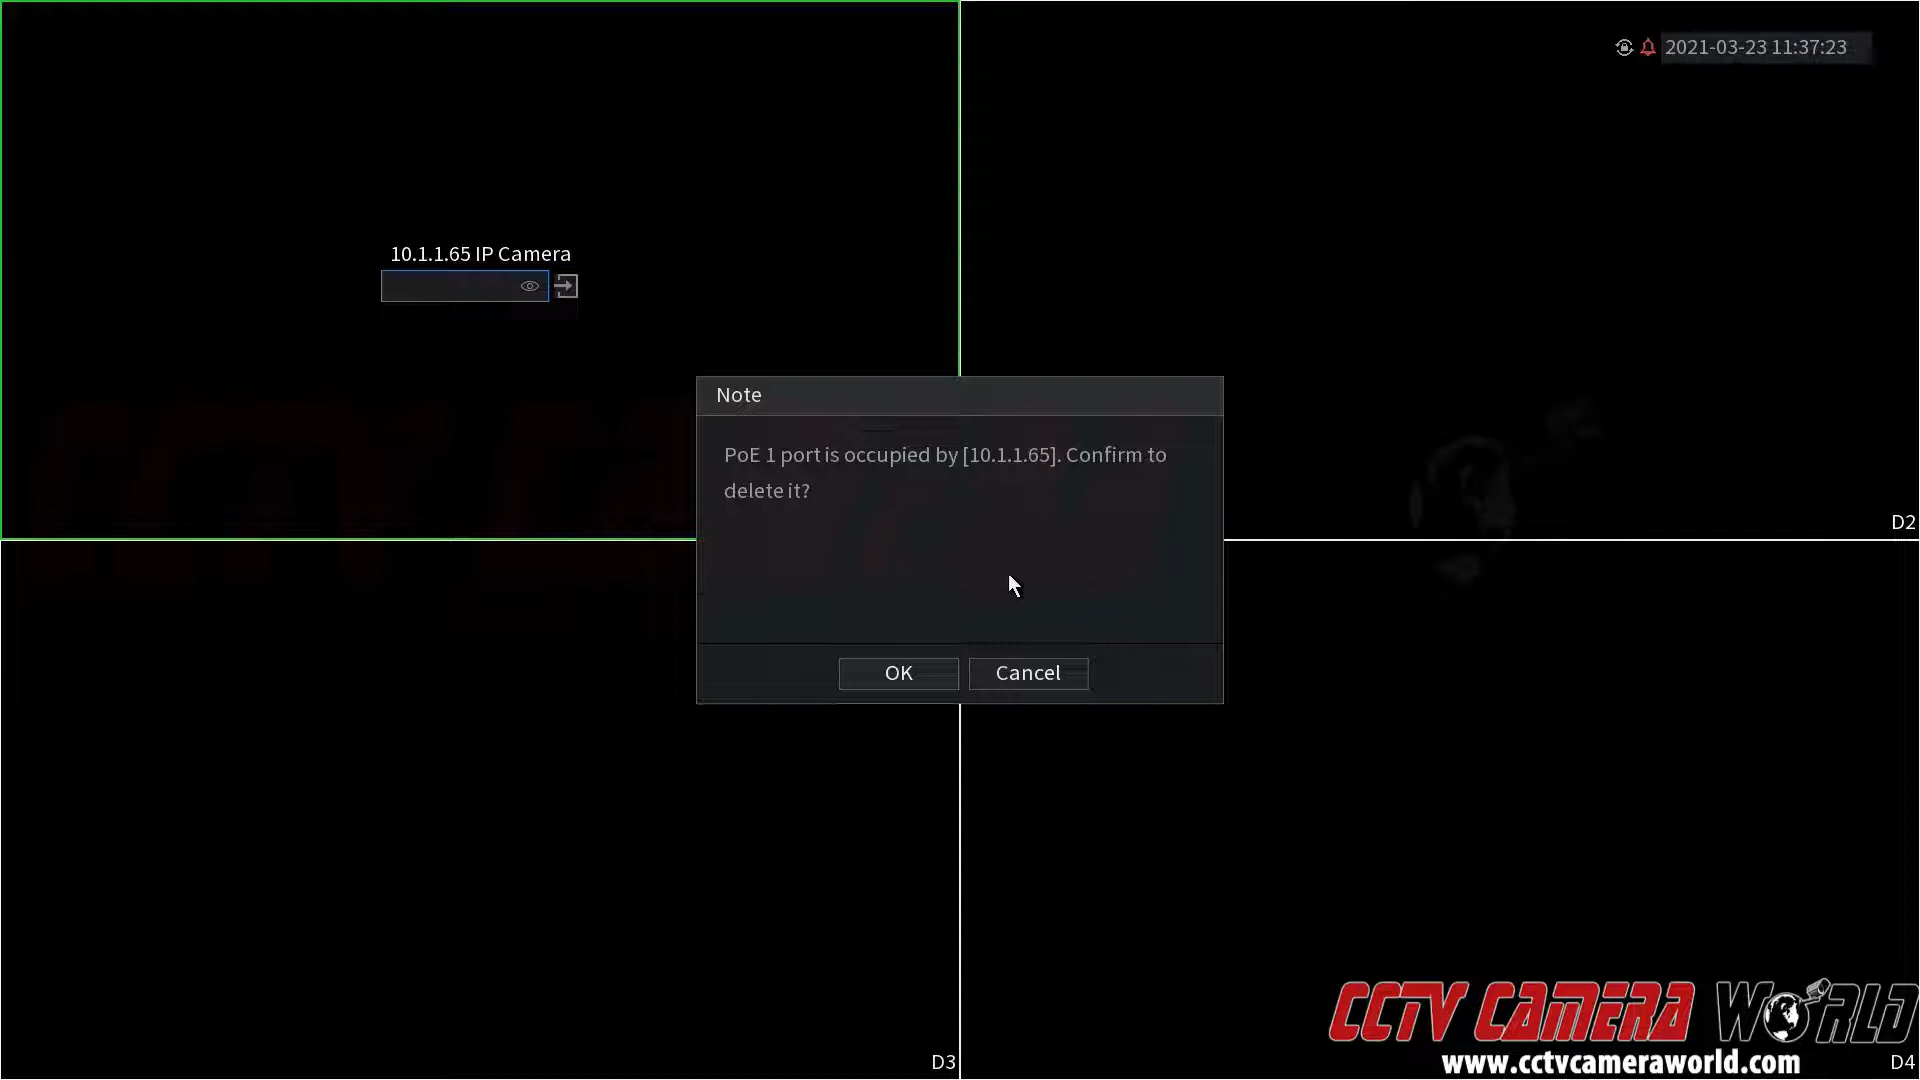 2021-03-23 11:37:23
10.1.1.65 IP Camera
Note
PoE 1 port is occupied by [10.1.1.65]. Confirm to
delete it?
D2
OK
Cancel
CCTV CAMERA WORLD
www.cctvcameraworld.com
D3
D4